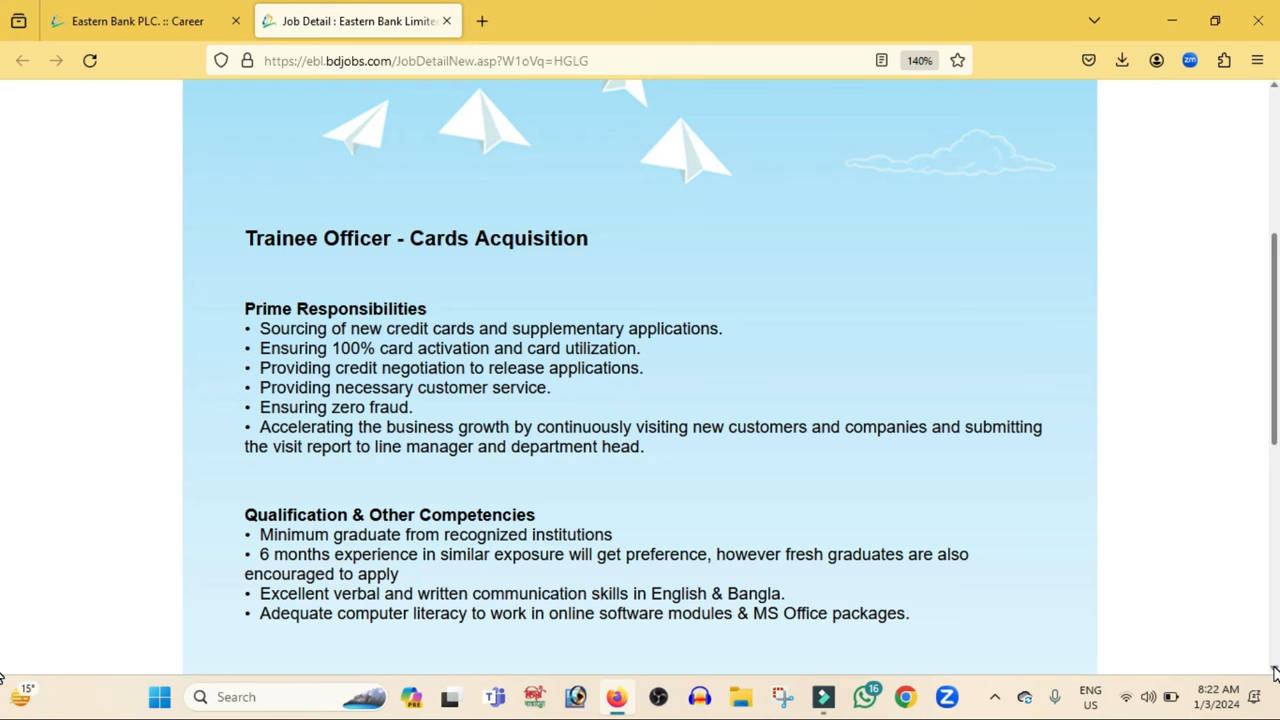 Eastern Bank PLC. :: Career
Job Detail : Eastern Bank Limite
https://ebl.bdjobs.com/JobDetailNew.asp?W1oVq=HGLG
140%
zm
Trainee Officer - Cards Acquisition
Prime Responsibilities
• Sourcing of new credit cards and supplementary applications.
• Ensuring 100% card activation and card utilization.
• Providing credit negotiation to release applications.
• Providing necessary customer service.
• Ensuring zero fraud.
• Accelerating the business growth by continuously visiting new customers and companies and submitting
the visit report to line manager and department head.
Qualification & Other Competencies
• Minimum graduate from recognized institutions
• 6 months experience in similar exposure will get preference, however fresh graduates are also
encouraged to apply
• Excellent verbal and written communication skills in English & Bangla.
• Adequate computer literacy to work in online software modules & MS Office packages.
15°
Search
PRE
16
ENG
US
8:22 AM
1/3/2024